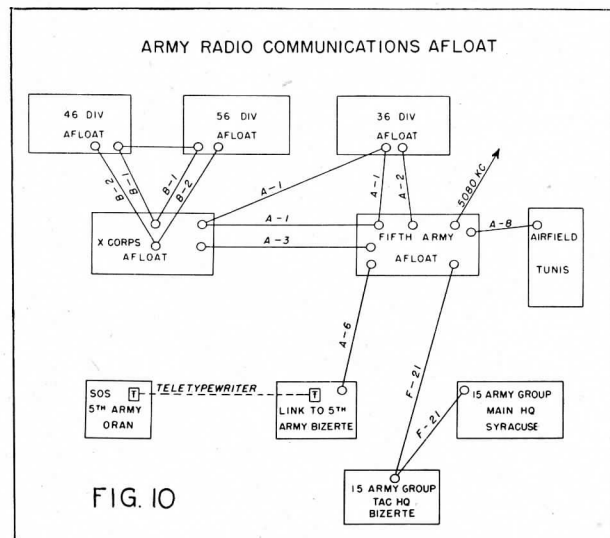 ARMY RADIO COMMUNICATIONS AFLOAT
46 DIV
AFLOAT
56 DIV
AFLOAT
36 DIV
AFLOAT
B-2
B-1
B-1
B-2
A-1
A-1
A-2
5080 KC
X CORPS
AFLOAT
A-1
A-3
FIFTH ARMY
AFLOAT
A-8
AIRFIELD
TUNIS
A-6
F-21
SOS
5TH ARMY
ORAN
T
TELETYPEWRITER
T
LINK TO 5TH
ARMY BIZERTE
15 ARMY GROUP
MAIN HQ
SYRACUSE
F-21
15 ARMY GROUP
TAC HQ
BIZERTE
FIG. 10